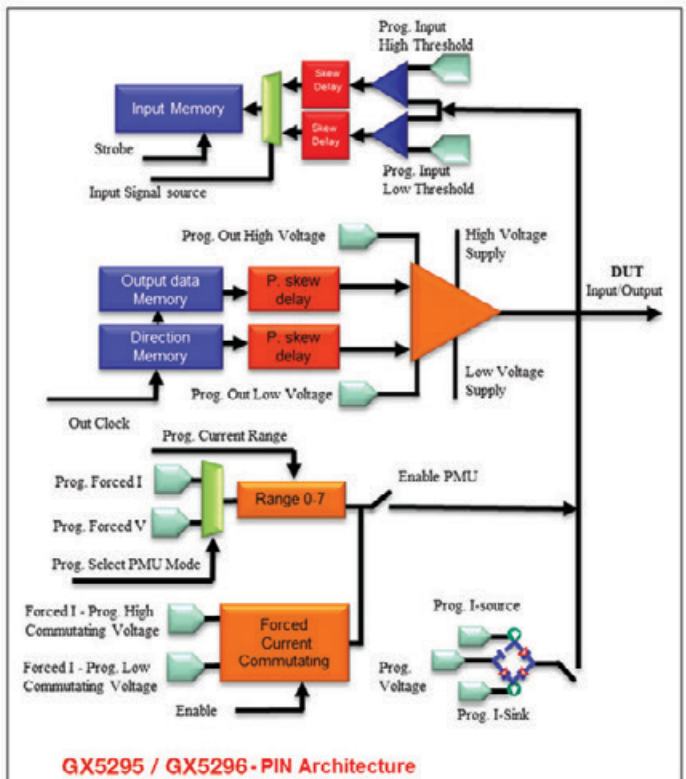 Prog. Input
High Threshold
Skew
Delay
Input Memory
Skew
Delay
Strobe
Prog. Input
Low Threshold
Input Signal source
Prog. Out High Voltage
High Voltage
Supply
DUT
Input/Output
Output data
Memory
P. skew
delay
Direction
Memory
P. skew
delay
Low Voltage
Supply
Prog. Out Low Voltage
Out Clock
Prog. Current Range
Enable PMU
Prog. Forced I
Range 0-7
Prog. Forced V
Prog. Select PMU Mode
Forced I - Prog. High
Commutating Voltage
Forced
Current
Commutating
Forced I - Prog. Low
Commutating Voltage
Enable
Prog. I-source
Prog.
Voltage
Prog. I-Sink
GX5295 / GX5296 - PIN Architecture